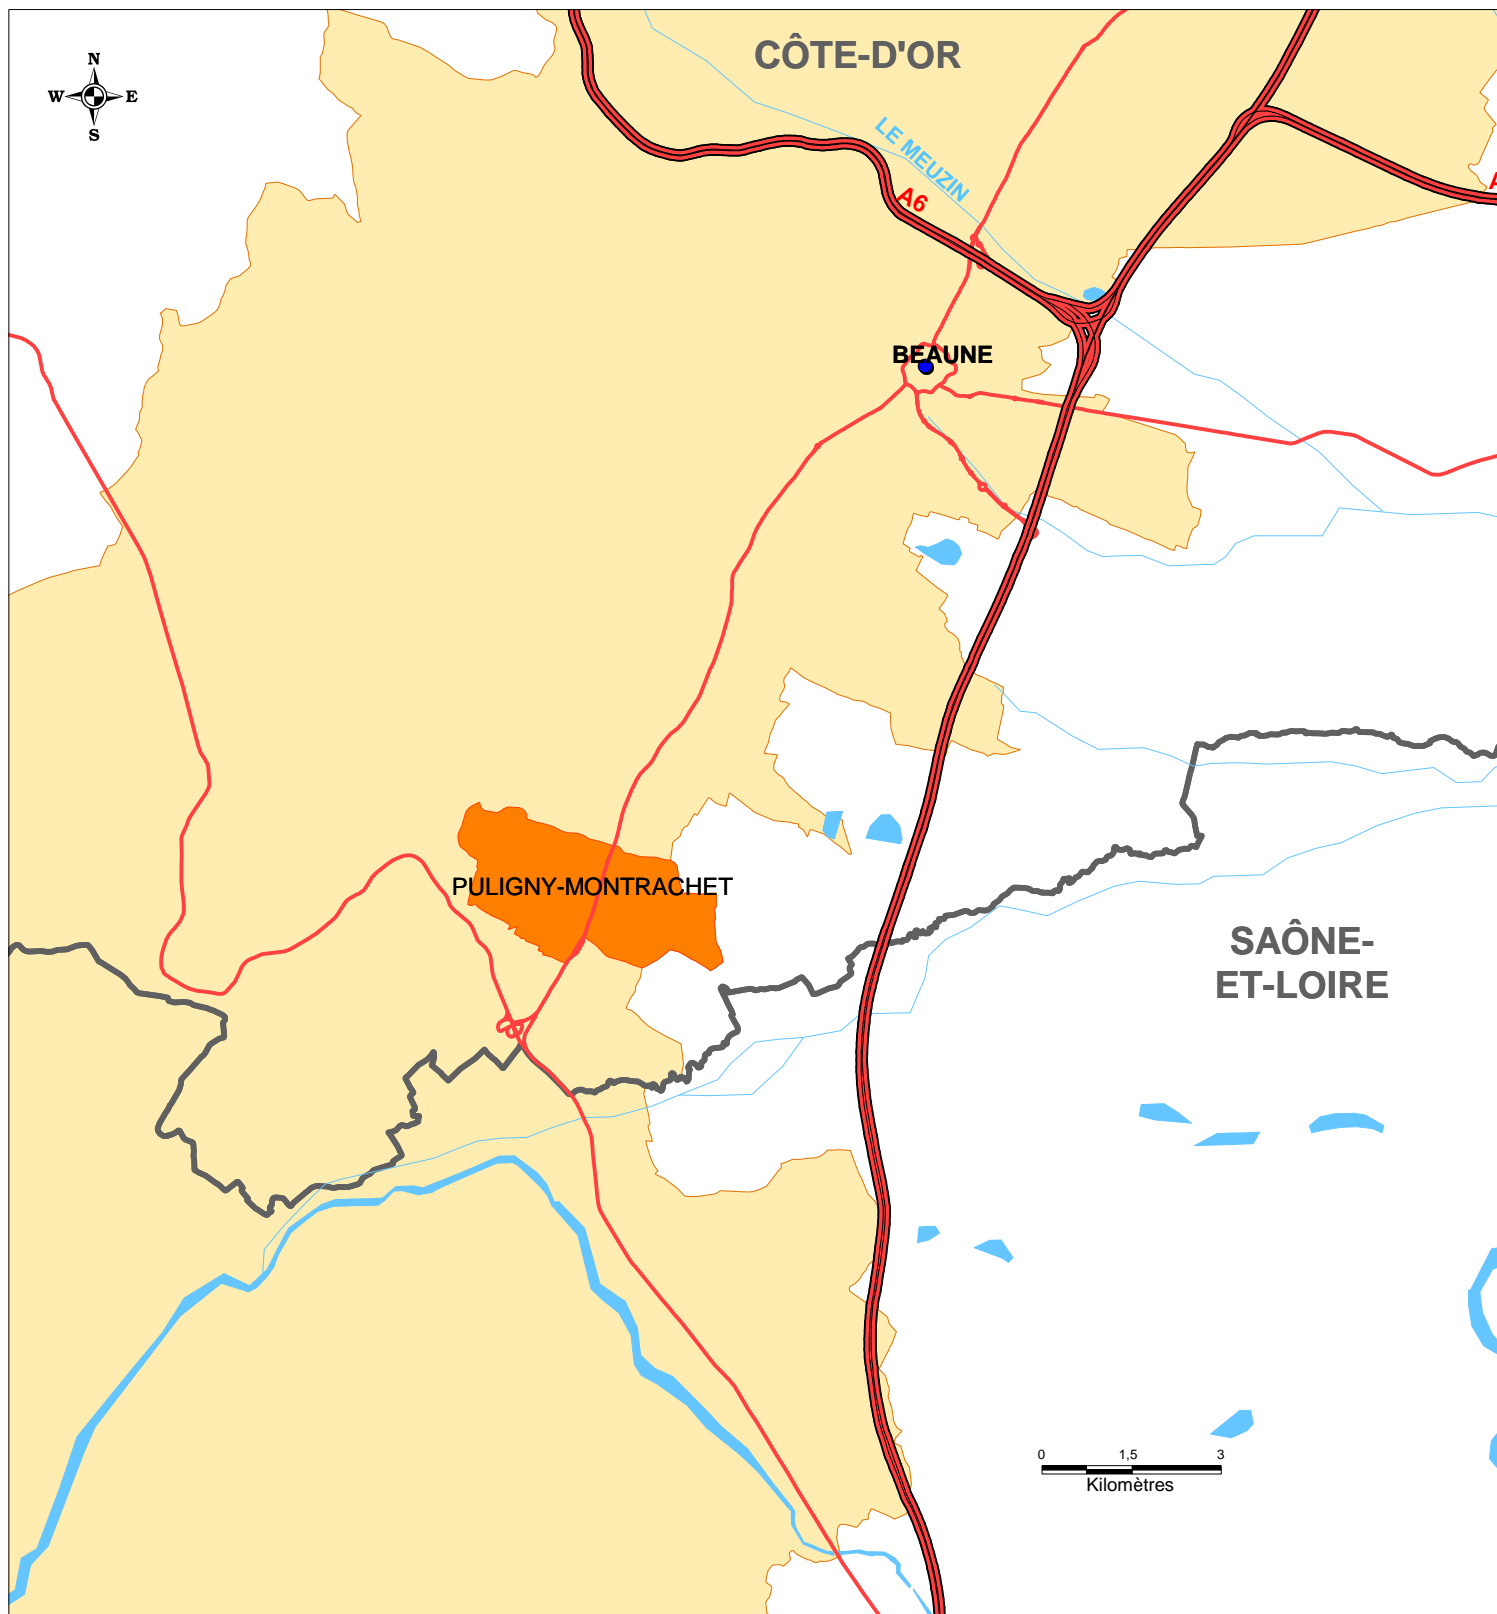 CÔTE-D'OR
N
W E
S
LE MEUZIN
A6
A
BEAUNE
PULIGNY-MONTRACHET
SAÔNE-
ET-LOIRE
0 1,5 3
Kilomètres